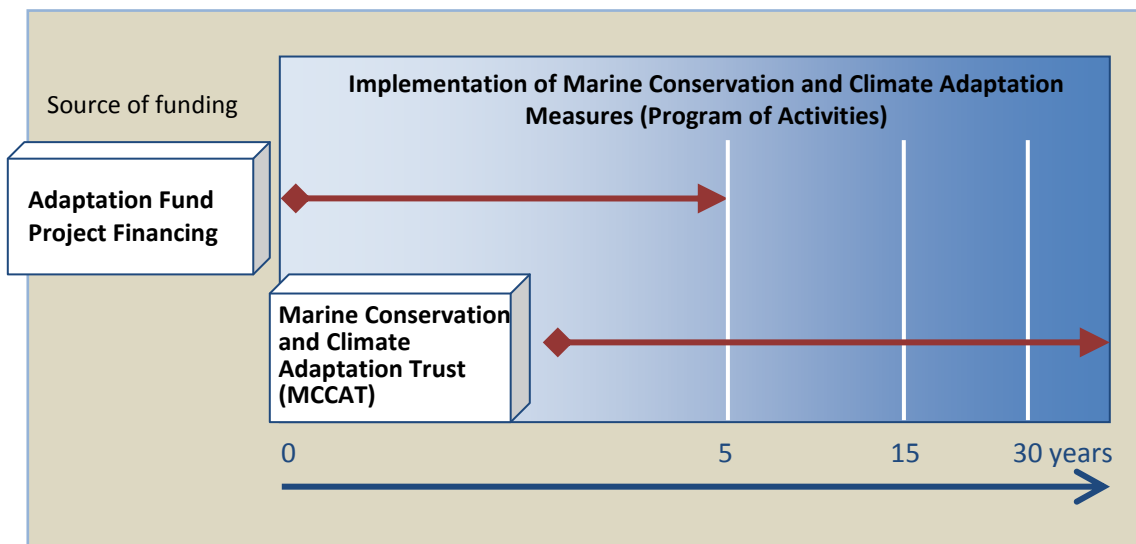 Implementation of Marine Conservation and Climate Adaptation
Measures (Program of Activities)
Source of funding
Adaptation Fund
Project Financing
Marine Conservation
and Climate
Adaptation Trust
(MCCAT)
0 5 15 30 years